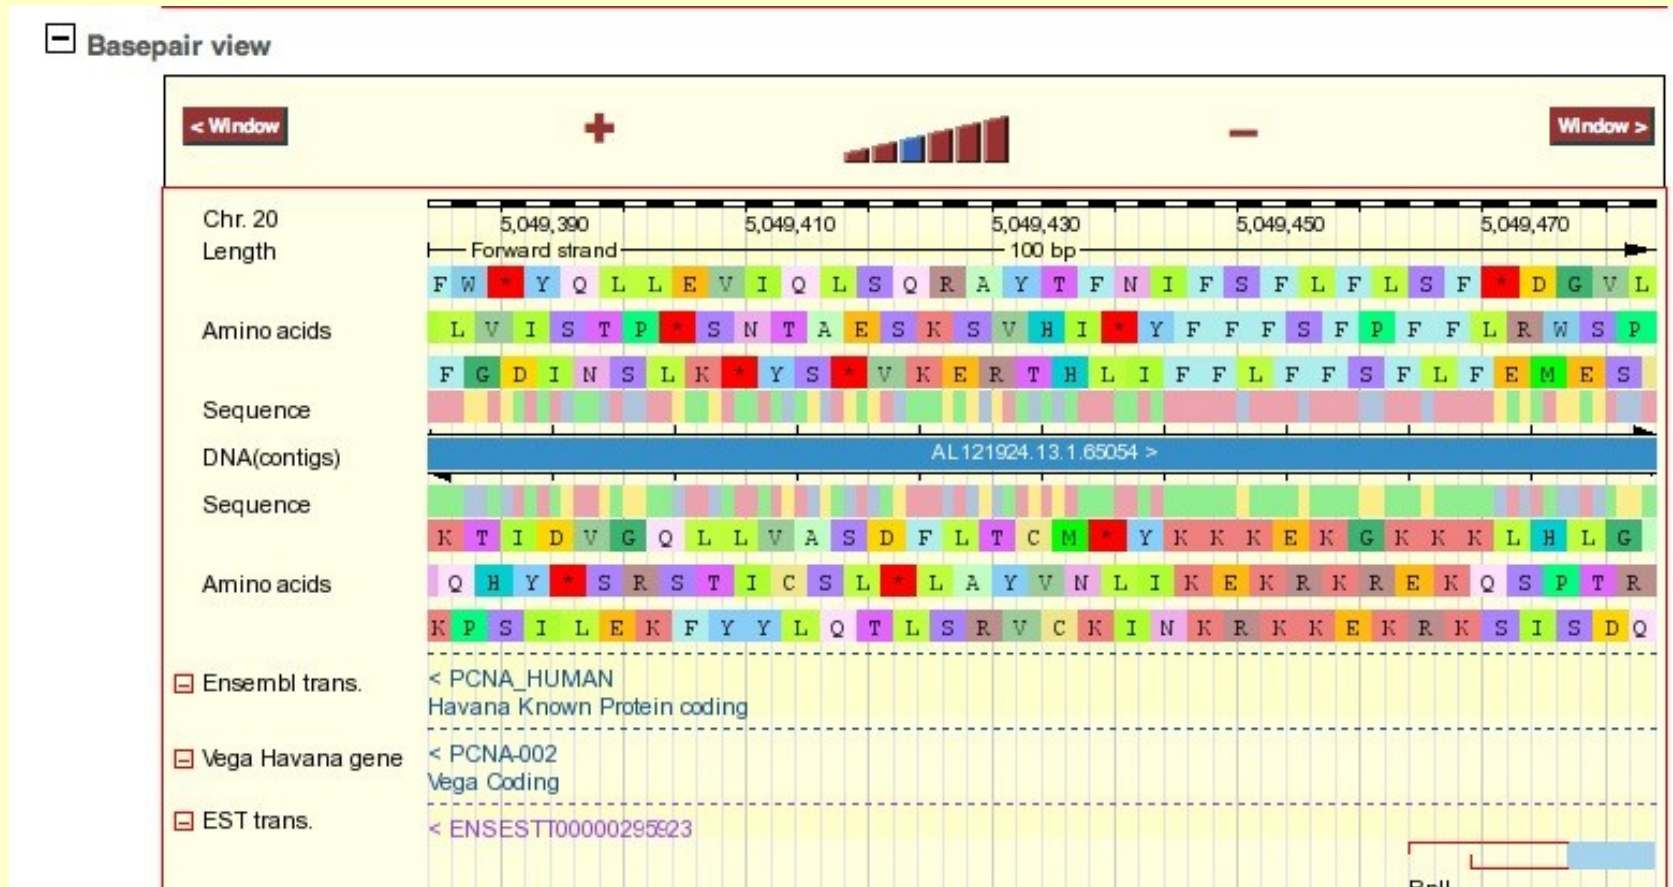 Basepair view
< Window
Window >
Chr. 20 5,049,390 5,049,410 5,049,430 5,049,450 5,049,470
Length Forward strand 100 bp
F W * Y Q L L E V I Q L S Q R A Y T F N I F S F L F L S F * D G V L
Amino acids L V I S T P * S N T A E S K S V H I * Y F F F S F P F F L R W S P
F G D I N S L K * Y S * V K E R T H L I F F L F F S F L F E M E S
Sequence
DNA(contigs) AL121924.13.1.65054 >
Sequence
K T I D V G Q L L V A S D F L T C M * Y K K K E K G K K K L H L G
Amino acids Q H Y * S R S T I C S L * L A Y V N L I K E K R K R E K Q S P T R
K P S I L E K F Y Y L Q T L S R V C K I N K R K K E K R K S I S D Q
Ensembl trans. < PCNA_HUMAN
Havana Known Protein coding
Vega Havana gene < PCNA-002
Vega Coding
EST trans. < ENSESTT00000295923